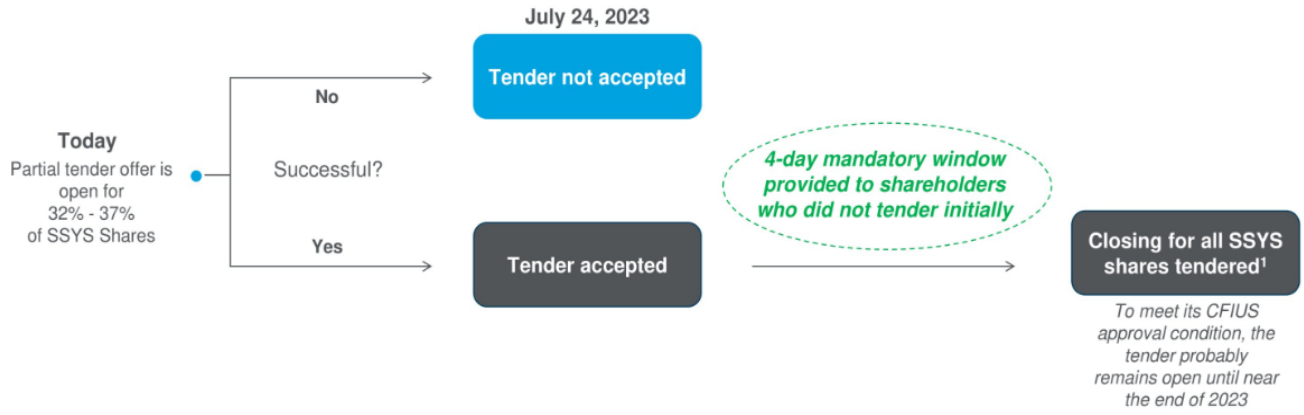 July 24, 2023
Tender not accepted
No
Today
Partial tender offer is
open for
32% - 37%
of SSYS Shares
Successful?
4-day mandatory window
provided to shareholders
who did not tender initially
Yes
Tender accepted
Closing for all SSYS
shares tendered¹
To meet its CFIUS
approval condition, the
tender probably
remains open until near
the end of 2023